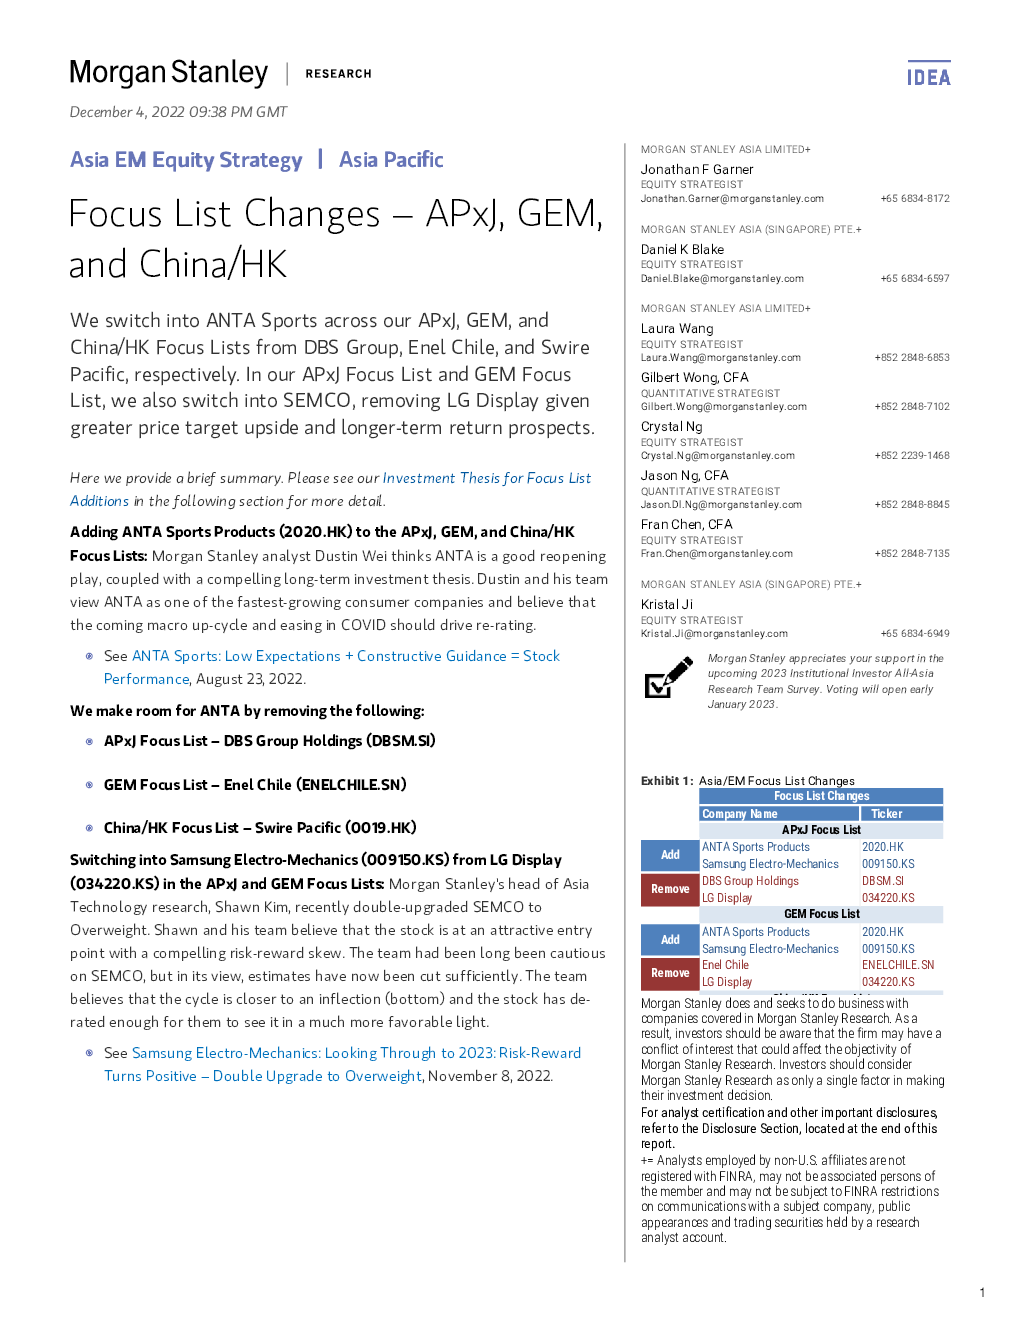 Morgan Stanley | RESEARCH
IDEA
December 4, 2022 09:38 PM GMT
Asia EM Equity Strategy | Asia Pacific
Focus List Changes – APxJ, GEM,
and China/HK
We switch into ANTA Sports across our APxJ, GEM, and
China/HK Focus Lists from DBS Group, Enel Chile, and Swire
Pacific, respectively. In our APxJ Focus List and GEM Focus
List, we also switch into SEMCO, removing LG Display given
greater price target upside and longer-term return prospects.
Here we provide a brief summary. Please see our Investment Thesis for Focus List
Additions in the following section for more detail.
Adding ANTA Sports Products (2020.HK) to the APxJ, GEM, and China/HK
Focus Lists: Morgan Stanley analyst Dustin Wei thinks ANTA is a good reopening
play, coupled with a compelling long-term investment thesis. Dustin and his team
view ANTA as one of the fastest-growing consumer companies and believe that
the coming macro up-cycle and easing in COVID should drive re-rating.
See ANTA Sports: Low Expectations + Constructive Guidance = Stock
Performance, August 23, 2022.
We make room for ANTA by removing the following:
APxJ Focus List – DBS Group Holdings (DBSM.SI)
GEM Focus List – Enel Chile (ENELCHILE.SN)
China/HK Focus List – Swire Pacific (0019.HK)
Switching into Samsung Electro-Mechanics (009150.KS) from LG Display
(034220.KS) in the APxJ and GEM Focus Lists: Morgan Stanley's head of Asia
Technology research, Shawn Kim, recently double-upgraded SEMCO to
Overweight. Shawn and his team believe that the stock is at an attractive entry
point with a compelling risk-reward skew. The team had been long been cautious
on SEMCO, but in its view, estimates have now been cut sufficiently. The team
believes that the cycle is closer to an inflection (bottom) and the stock has de-
rated enough for them to see it in a much more favorable light.
See Samsung Electro-Mechanics: Looking Through to 2023: Risk-Reward
Turns Positive – Double Upgrade to Overweight, November 8, 2022.
MORGAN STANLEY ASIA LIMITED+
Jonathan F Garner
EQUITY STRATEGIST
Jonathan.Garner@morganstanley.com +65 6834-8172
MORGAN STANLEY ASIA (SINGAPORE) PTE.+
Daniel K Blake
EQUITY STRATEGIST
Daniel.Blake@morganstanley.com +65 6834-6597
MORGAN STANLEY ASIA LIMITED+
Laura Wang
EQUITY STRATEGIST
Laura.Wang@morganstanley.com +852 2848-6853
Gilbert Wong, CFA
QUANTITATIVE STRATEGIST
Gilbert.Wong@morganstanley.com +852 2848-7102
Crystal Ng
EQUITY STRATEGIST
Crystal.Ng@morganstanley.com +852 2239-1468
Jason Ng, CFA
QUANTITATIVE STRATEGIST
Jason.Dl.Ng@morganstanley.com +852 2848-8845
Fran Chen, CFA
EQUITY STRATEGIST
Fran.Chen@morganstanley.com +852 2848-7135
MORGAN STANLEY ASIA (SINGAPORE) PTE.+
Kristal Ji
EQUITY STRATEGIST
Kristal.Ji@morganstanley.com +65 6834-6949
Morgan Stanley appreciates your support in the
upcoming 2023 Institutional Investor All-Asia
Research Team Survey. Voting will open early
January 2023.
Exhibit 1: Asia/EM Focus List Changes
Focus List Changes
Company Name Ticker
APxJ Focus List
Add
ANTA Sports Products 2020.HK
Samsung Electro-Mechanics 009150.KS
Remove
DBS Group Holdings DBSM.SI
LG Display 034220.KS
GEM Focus List
Add
ANTA Sports Products 2020.HK
Samsung Electro-Mechanics 009150.KS
Remove
Enel Chile ENELCHILE.SN
LG Display 034220.KS
Morgan Stanley does and seeks to do business with
companies covered in Morgan Stanley Research. As a
result, investors should be aware that the firm may have a
conflict of interest that could affect the objectivity of
Morgan Stanley Research. Investors should consider
Morgan Stanley Research as only a single factor in making
their investment decision.
For analyst certification and other important disclosures,
refer to the Disclosure Section, located at the end of this
report.
+= Analysts employed by non-U.S. affiliates are not
registered with FINRA, may not be associated persons of
the member and may not be subject to FINRA restrictions
on communications with a subject company, public
appearances and trading securities held by a research
analyst account.
1